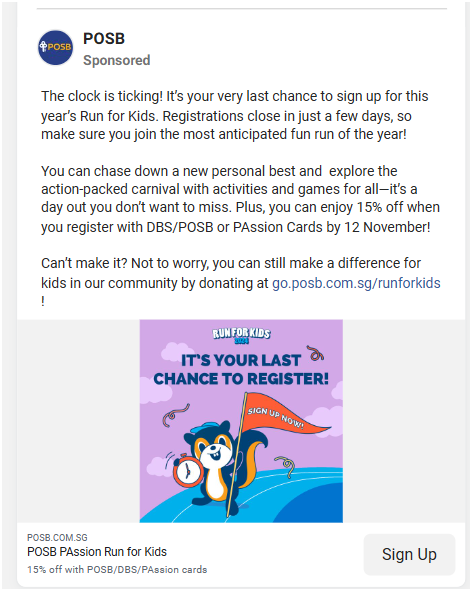 POSB
POSB
Sponsored
The clock is ticking! It's your very last chance to sign up for this
year's Run for Kids. Registrations close in just a few days, so
make sure you join the most anticipated fun run of the year!
You can chase down a new personal best and  explore the
action-packed carnival with activities and games for all—it's a
day out you don't want to miss. Plus, you can enjoy 15% off when
you register with DBS/POSB or PAssion Cards by 12 November!
Can't make it? Not to worry, you can still make a difference for
kids in our community by donating at go.posb.com.sg/runforkids
!
RUN FOR KIDS
IT'S YOUR LAST
CHANCE TO REGISTER!
SIGN UP NOW!
POSB.COM.SG
POSB PAssion Run for Kids
15% off with POSB/DBS/PAssion cards
Sign Up